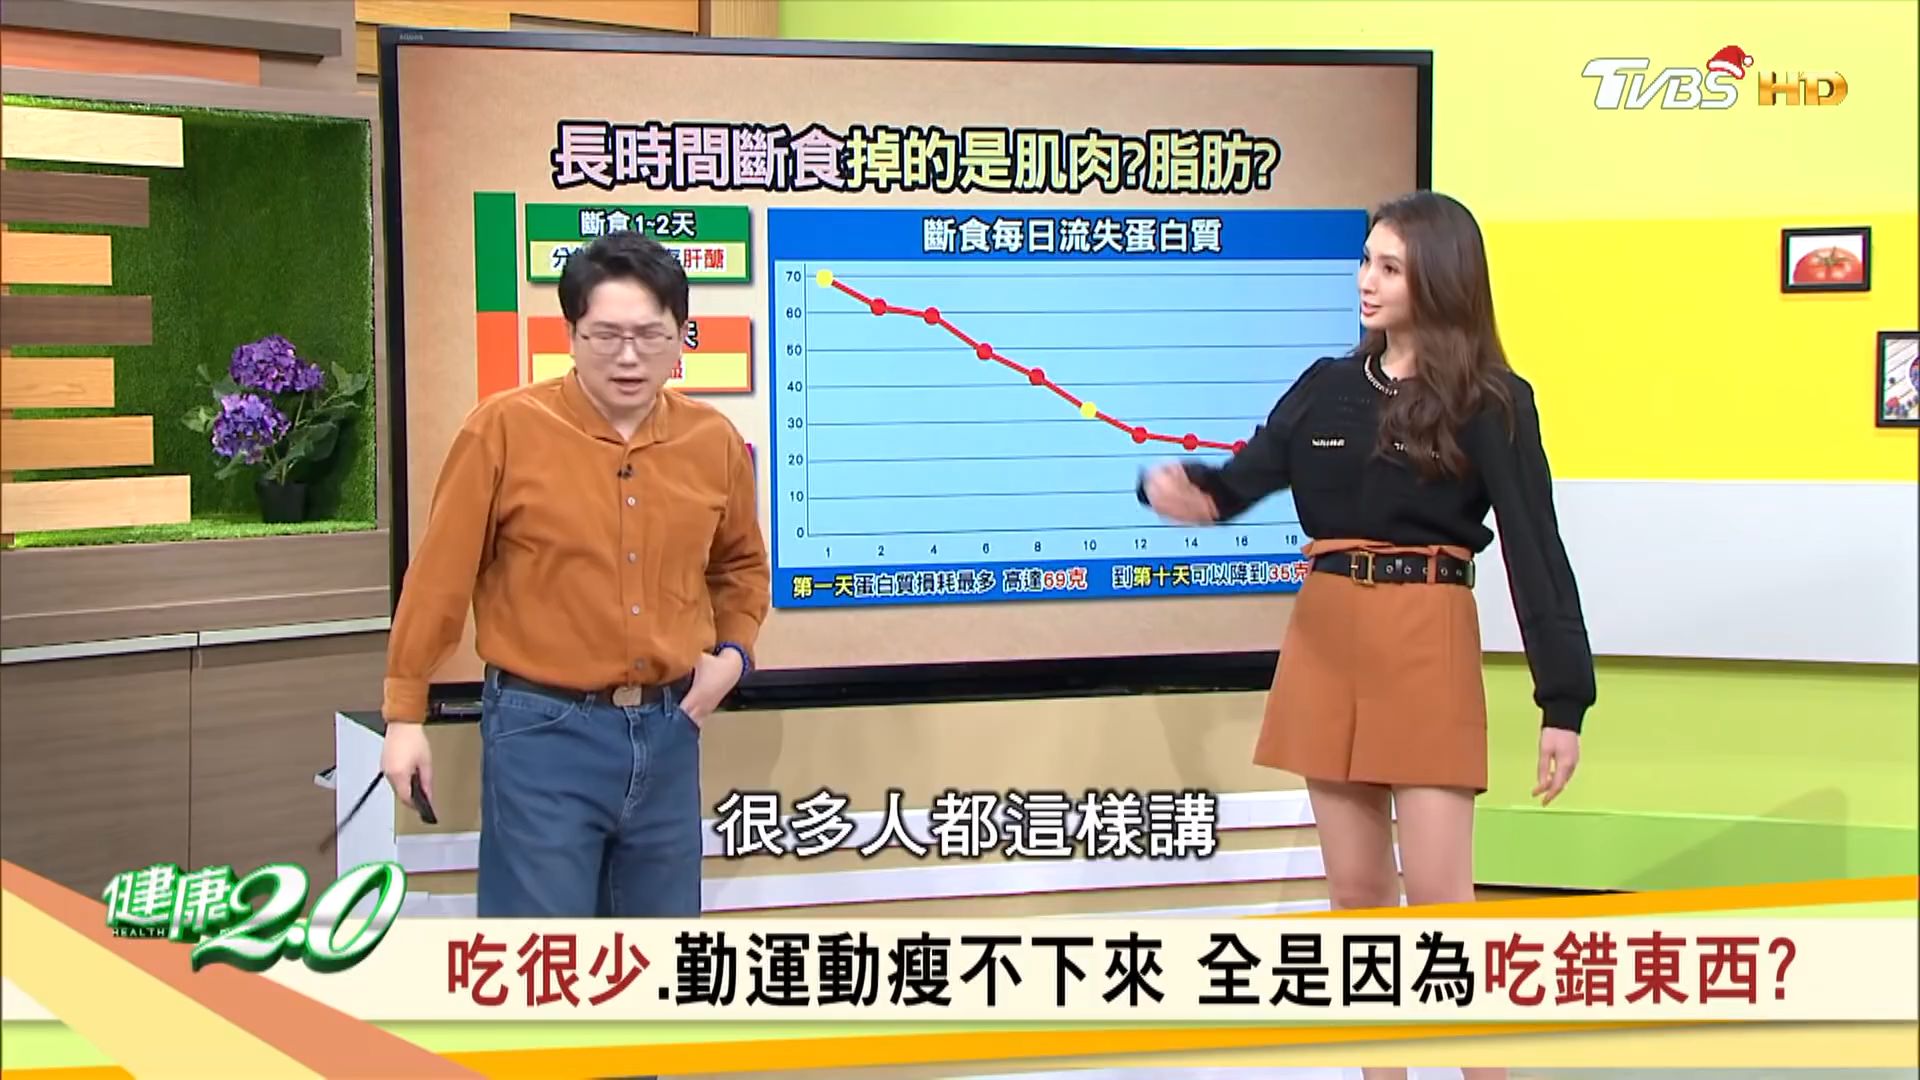 TVBS HD
長時間斷食掉的是肌肉?脂肪?
斷食1~2天
肝醣
天
斷食每日流失蛋白質
70
60
50
40
30
20
10
0
1 2 4 6 8 10 12 14 16 18
第一天蛋白質損耗最多 高達69克 到第十天可以降到35克
很多人都這樣講
健康2.0
HEALTH
吃很少.勤運動瘦不下來 全是因為吃錯東西?